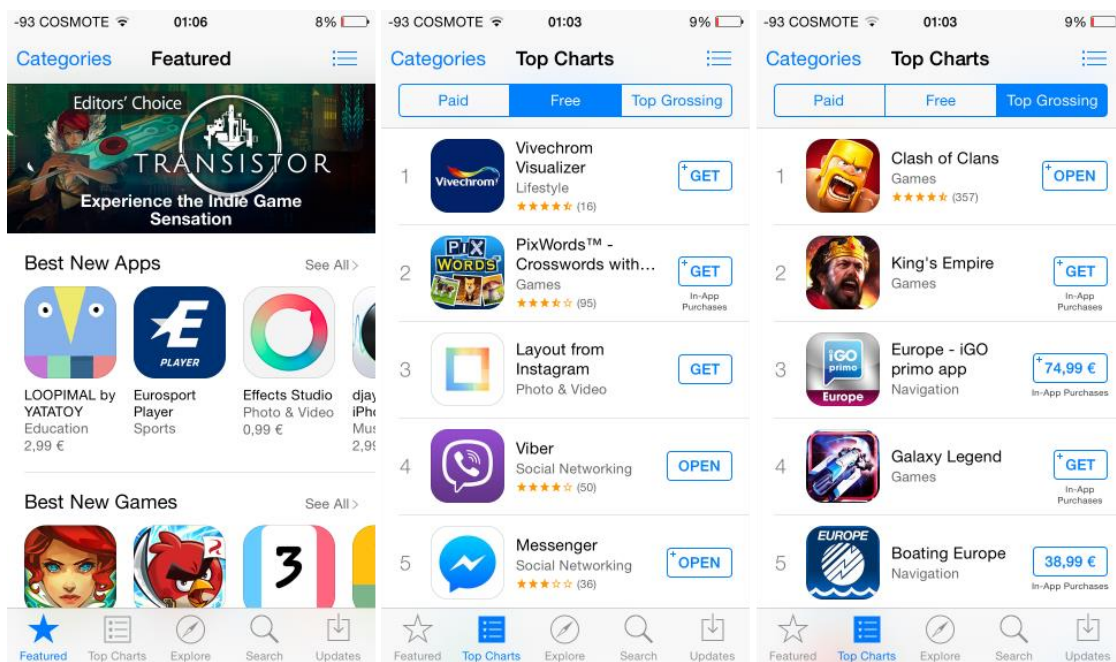 -93 COSMOTE 01:06 8%
Categories Featured
Editors' Choice
TRANSISTOR
Experience the Indie Game
Sensation
Best New Apps See All >
PLAYER
LOOPIMAL by
YATATOY
Education
2,99 €
Eurosport
Player
Sports
Effects Studio
Photo & Video
0,99 €
djay
iPho
Mus
2,99
Best New Games See All >
3
Featured Top Charts Explore Search Updates
-93 COSMOTE 01:03 9%
Categories Top Charts
Paid Free Top Grossing
1
Vivechrom
Vivechrom
Visualizer
Lifestyle
(16)
+ GET
2
PIX
WORDS
PixWords™ -
Crosswords with...
Games
(95)
+ GET
In-App
Purchases
3
Layout from
Instagram
Photo & Video
GET
4
Viber
Social Networking
(50)
OPEN
5
Messenger
Social Networking
(36)
+ OPEN
Featured Top Charts Explore Search Updates
-93 COSMOTE 01:03 9%
Categories Top Charts
Paid Free Top Grossing
1
Clash of Clans
Games
(357)
+ OPEN
2
King's Empire
Games
+ GET
In-App
Purchases
3
iGO
primo
Europe
Europe - iGO
primo app
Navigation
+ 74,99 €
In-App Purchases
4
Galaxy Legend
Games
+ GET
In-App
Purchases
5
EUROPE
Boating Europe
Navigation
38,99 €
In-App Purchases
Featured Top Charts Explore Search Updates